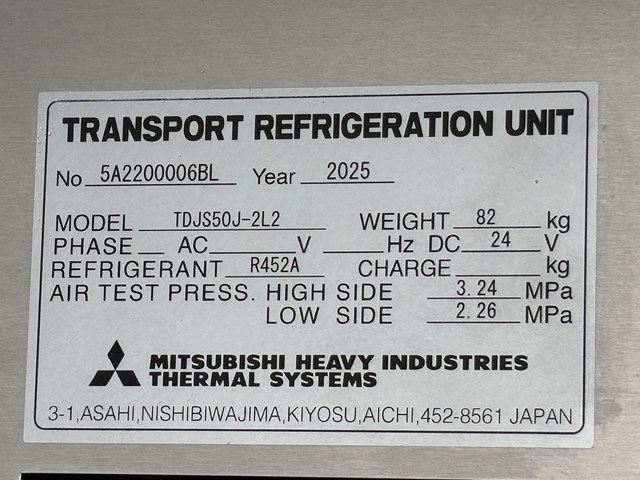 TRANSPORT REFRIGERATION UNIT
No 5A2200006BL Year 2025
MODEL TDJS50J-2L2 WEIGHT 82 kg
PHASE AC V Hz DC 24 V
REFRIGERANT R452A CHARGE kg
AIR TEST PRESS. HIGH SIDE 3.24 MPa
LOW SIDE 2.26 MPa
MITSUBISHI HEAVY INDUSTRIES
THERMAL SYSTEMS
3-1,ASAHI,NISHIBIWAJIMA,KIYOSU,AICHI,452-8561 JAPAN